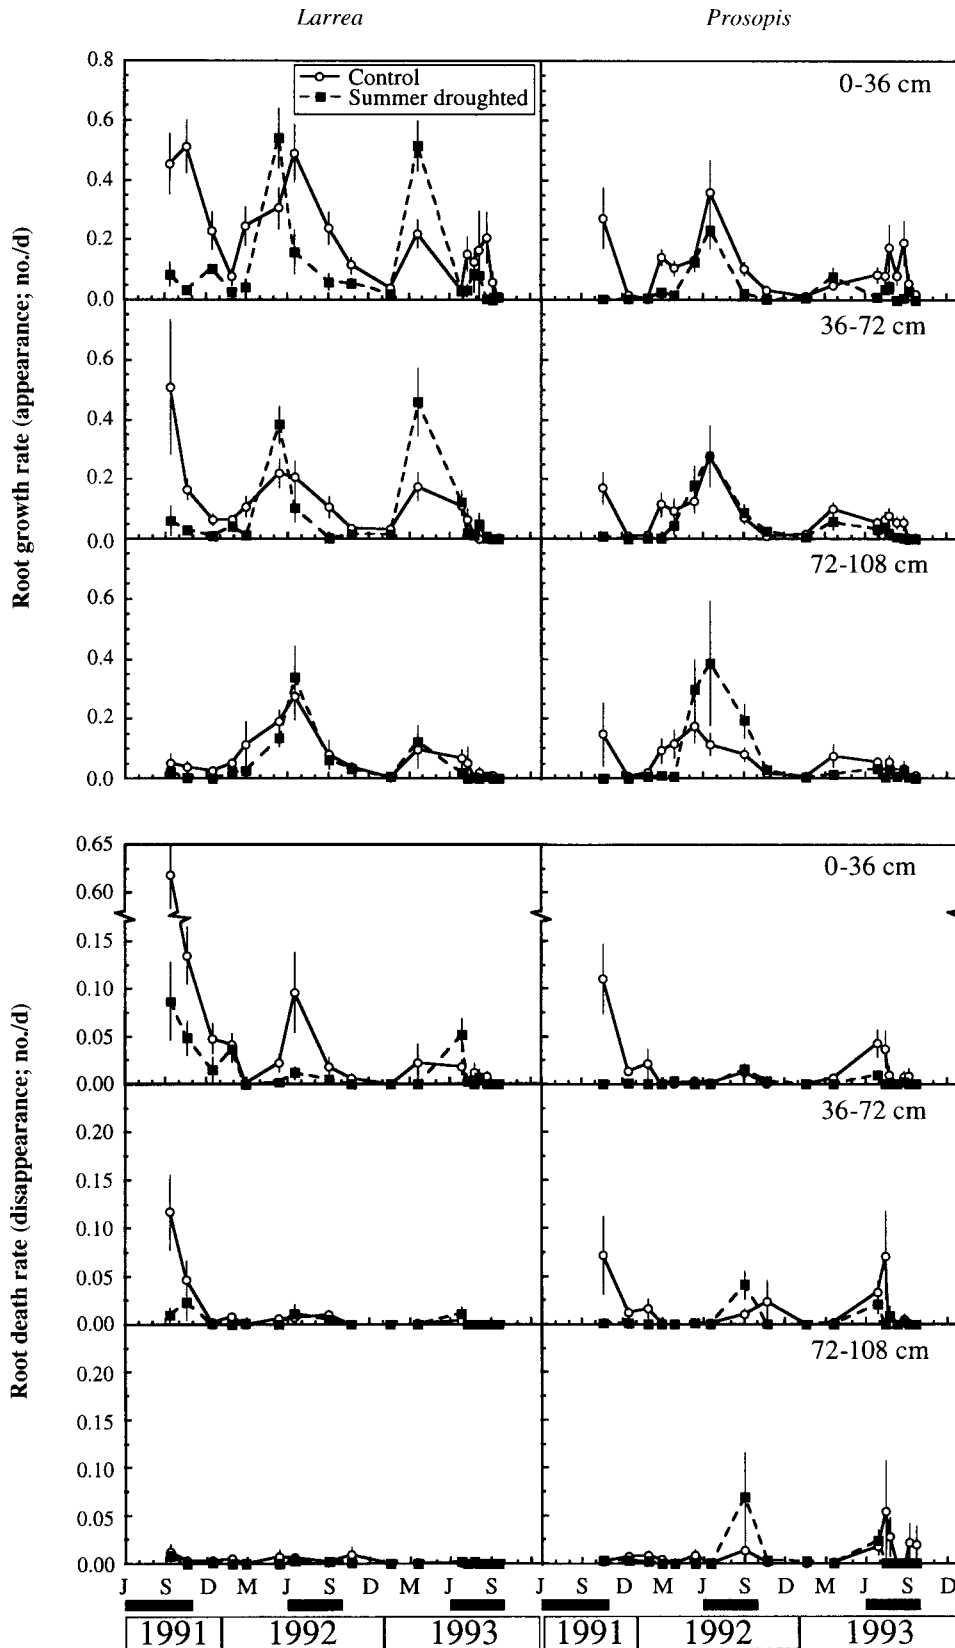 Larrea Prosopis
Control
Summer droughted
0-36 cm
0.8
0.6
0.4
0.2
0.0
36-72 cm
0.6
0.4
0.2
0.0
72-108 cm
0.6
0.4
0.2
0.0
Root growth rate (appearance; no./d)
0-36 cm
0.65
0.60
0.15
0.10
0.05
0.00
36-72 cm
0.20
0.15
0.10
0.05
0.00
72-108 cm
0.20
0.15
0.10
0.05
0.00
Root death rate (disappearance; no./d)
J S D M J S D M J S D J S D M J S D M J S D
1991 1992 1993 1991 1992 1993